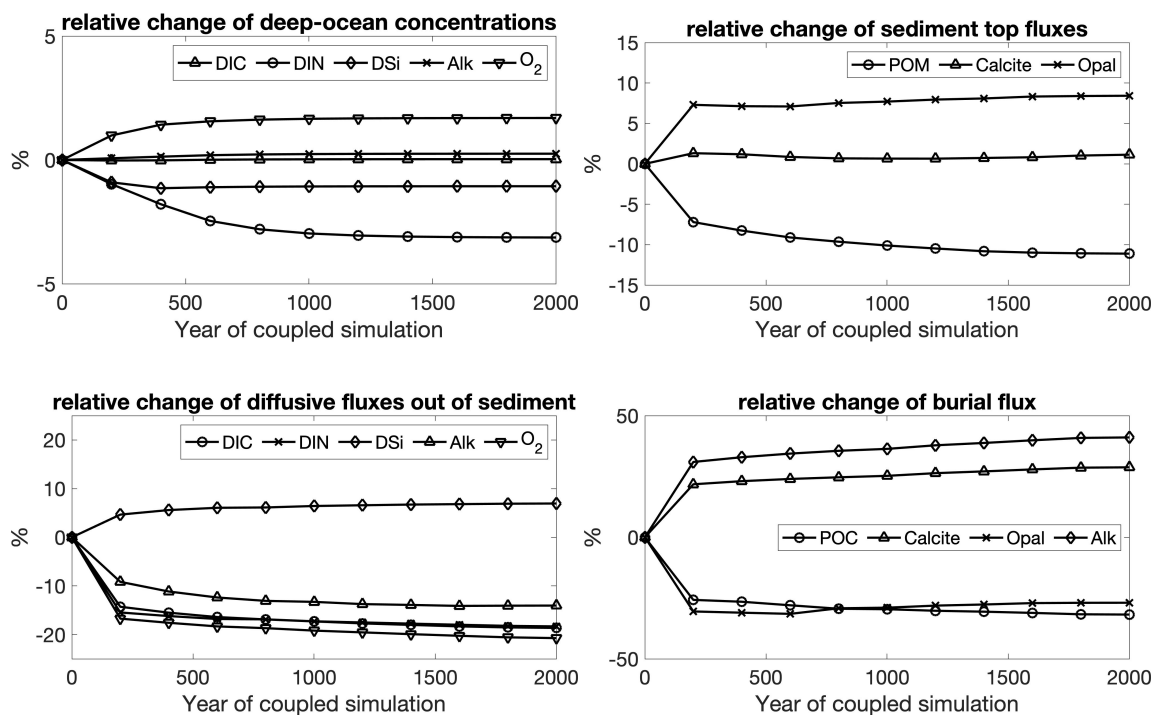 relative change of deep-ocean concentrations
5
DIC DIN DSi Alk O2
%
0
-5
0 500 1000 1500 2000
Year of coupled simulation
relative change of sediment top fluxes
15
POM Calcite Opal
10
5
%
0
-5
-10
-15
0 500 1000 1500 2000
Year of coupled simulation
relative change of diffusive fluxes out of sediment
DIC DIN DSi Alk O2
20
10
%
0
-10
-20
0 500 1000 1500 2000
Year of coupled simulation
relative change of burial flux
50
%
0
POC Calcite Opal Alk
-50
0 500 1000 1500 2000
Year of coupled simulation